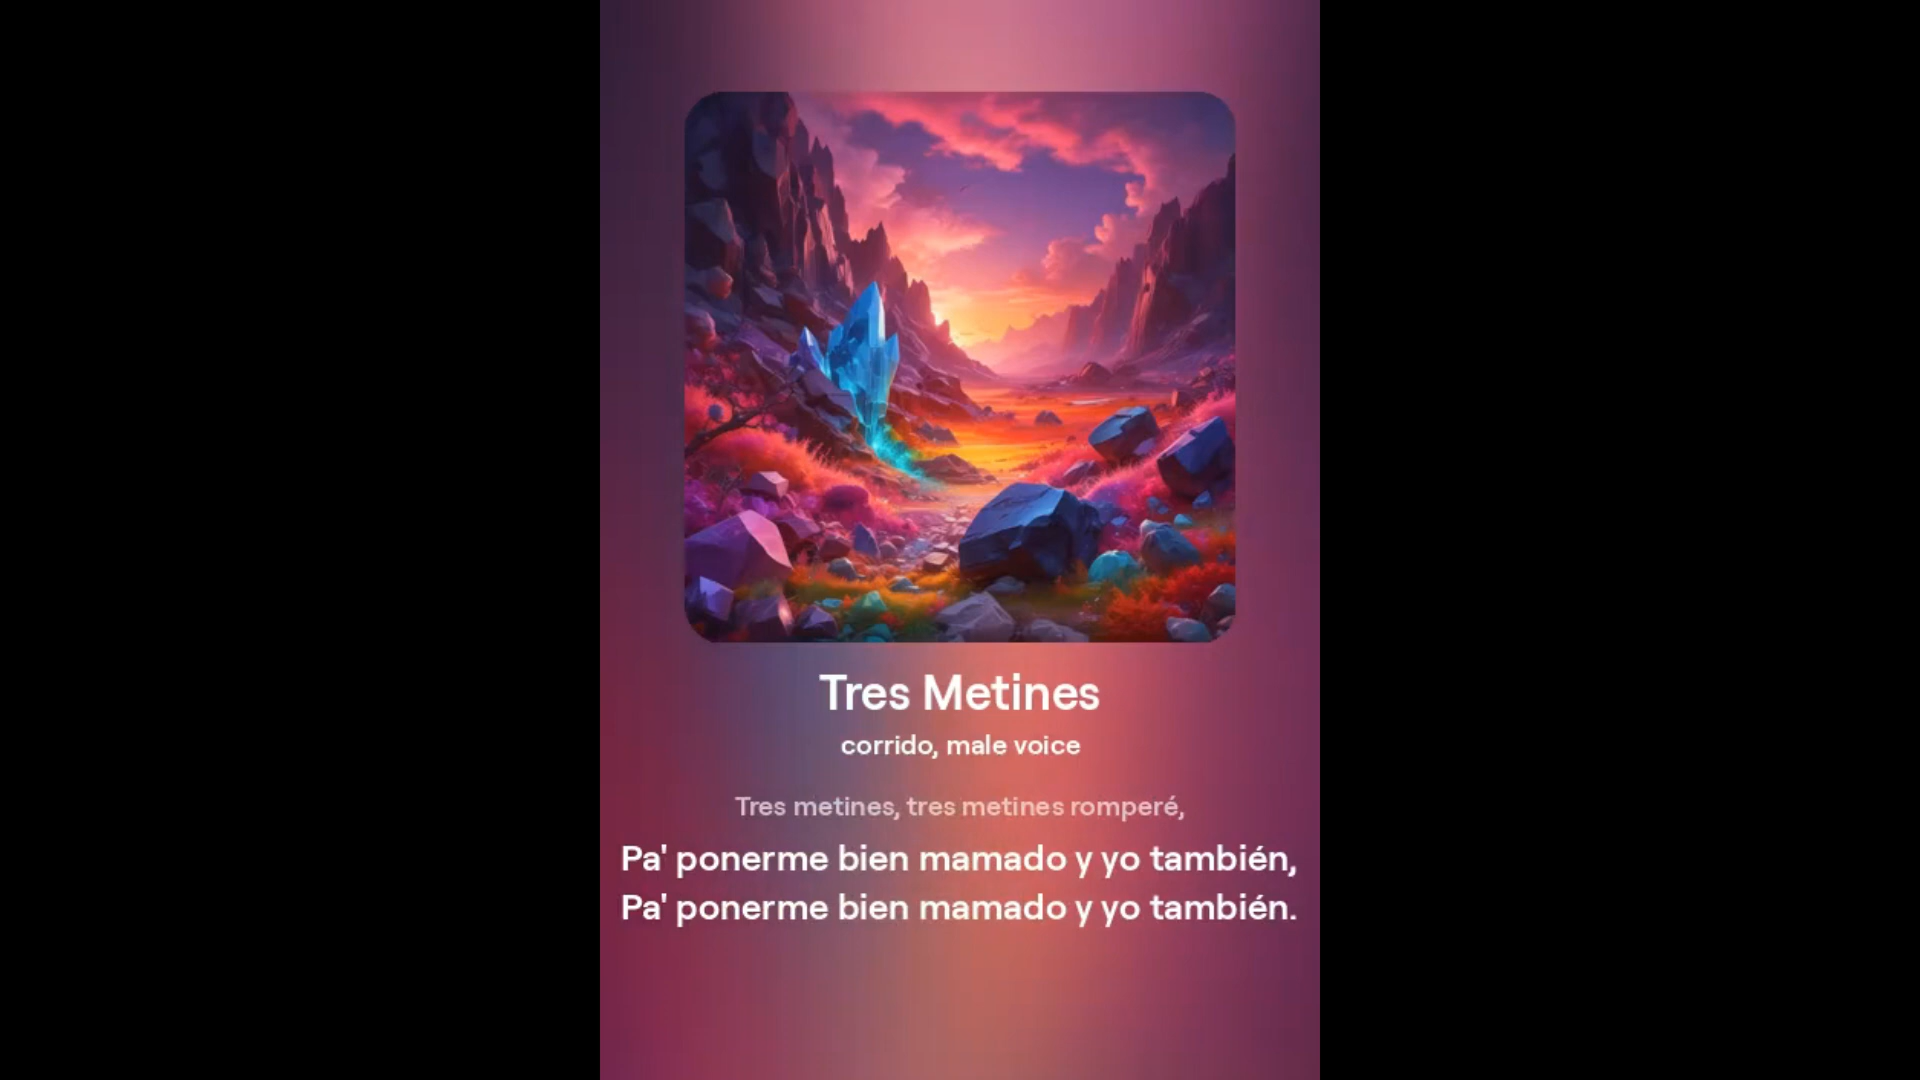 Tres Metines
corrido, male voice
Tres metines, tres metines romperé,
Pa' ponerme bien mamado y yo también,
Pa' ponerme bien mamado y yo también.